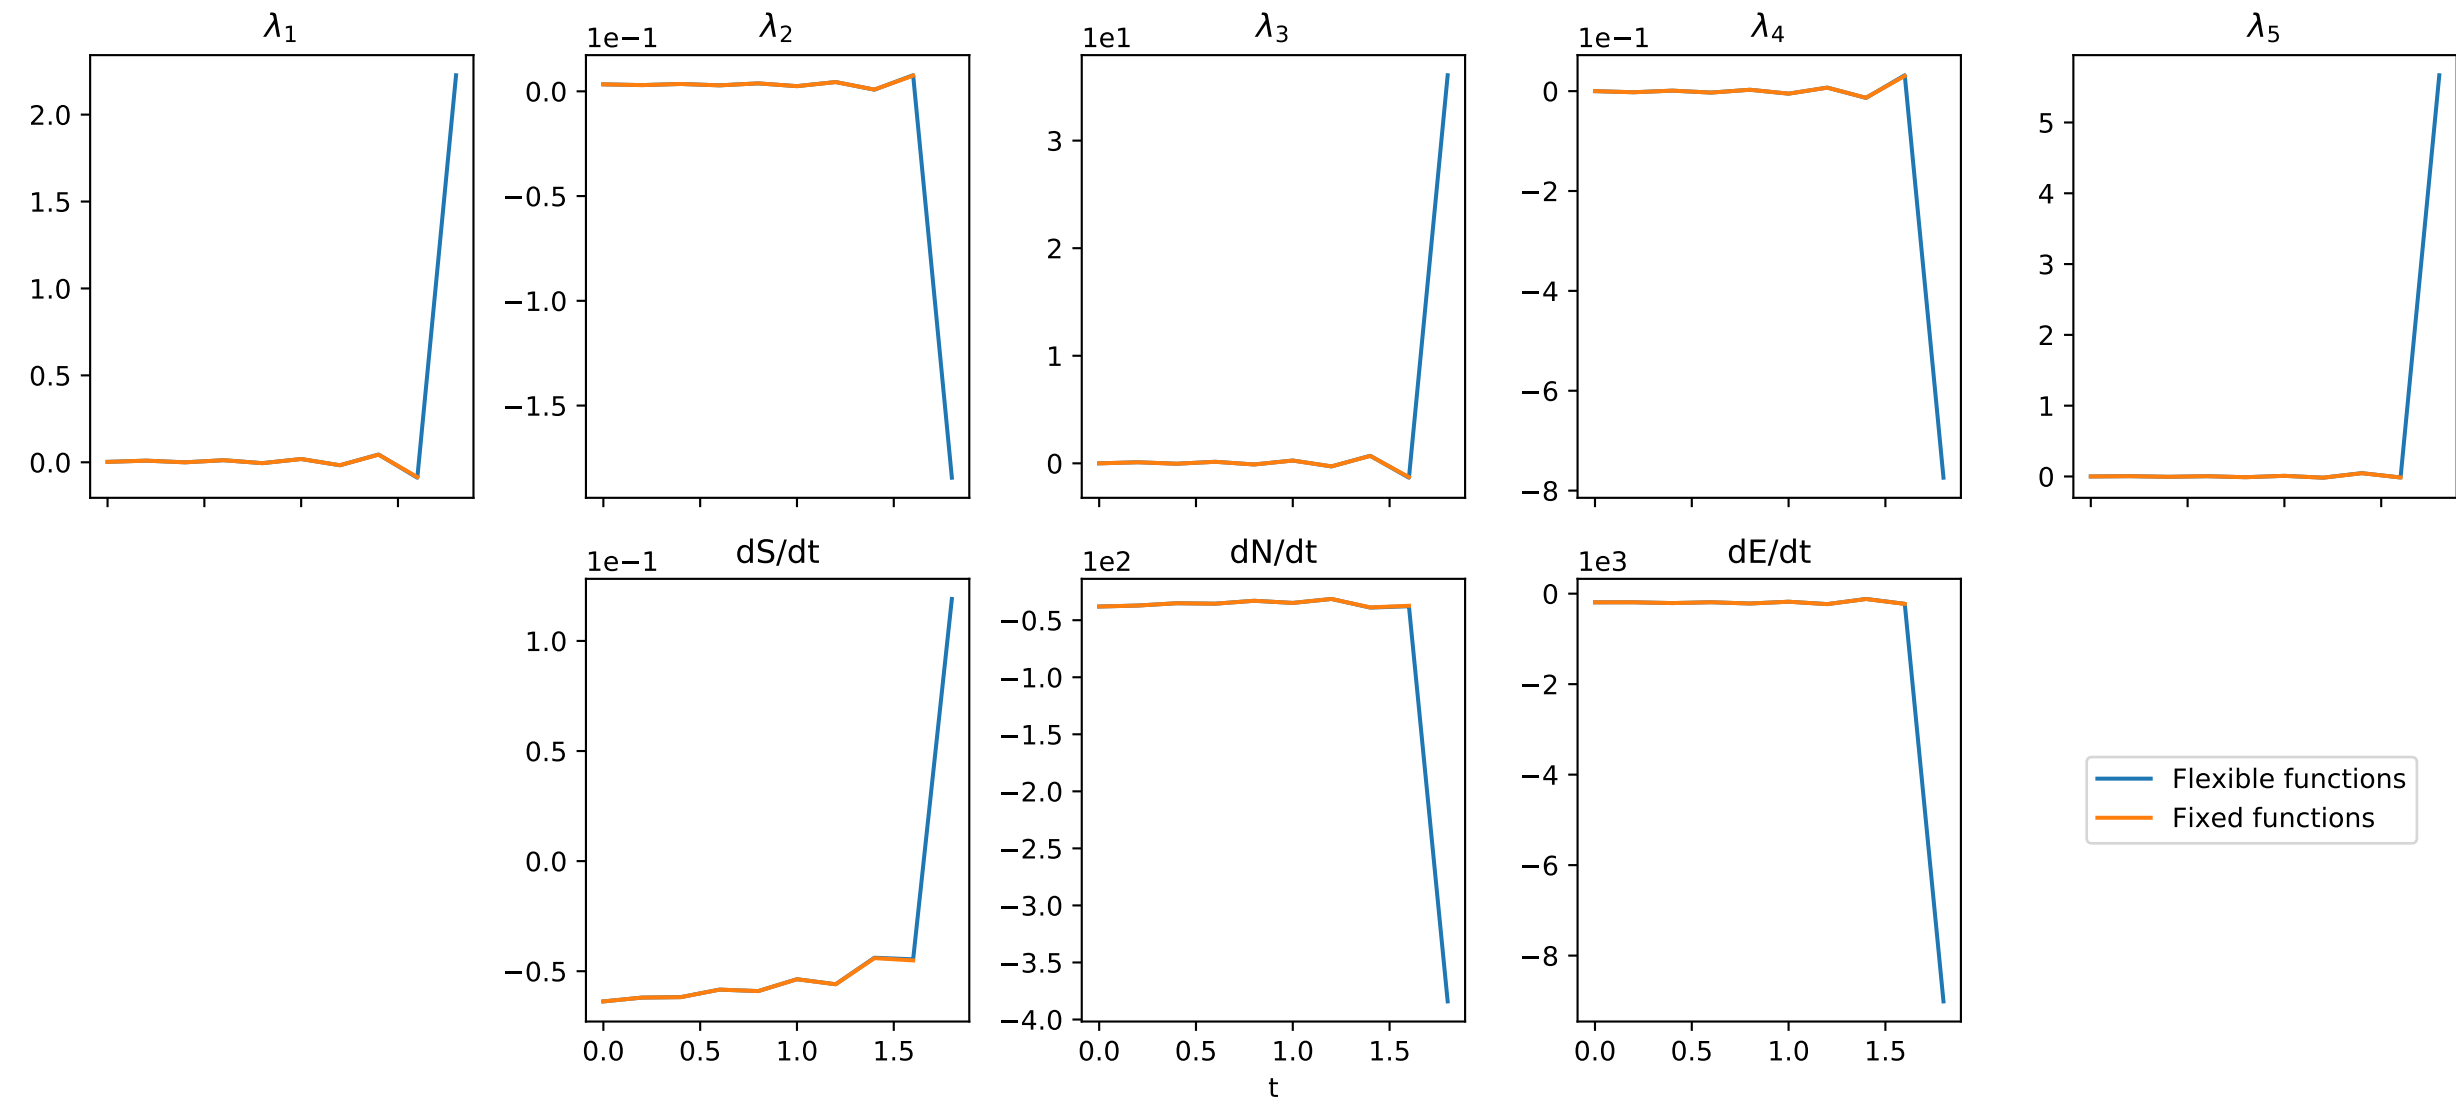 λ1
2.0
1.5
1.0
0.5
0.0
1e−1
λ2
0.0
−0.5
−1.0
−1.5
1e1
λ3
3
2
1
0
1e−1
λ4
0
−2
−4
−6
−8
λ5
5
4
3
2
1
0
1e−1
dS/dt
1.0
0.5
0.0
−0.5
0.0 0.5 1.0 1.5
1e2
dN/dt
−0.5
−1.0
−1.5
−2.0
−2.5
−3.0
−3.5
−4.0
0.0 0.5 1.0 1.5
t
1e3
dE/dt
0
−2
−4
−6
−8
0.0 0.5 1.0 1.5
Flexible functions
Fixed functions